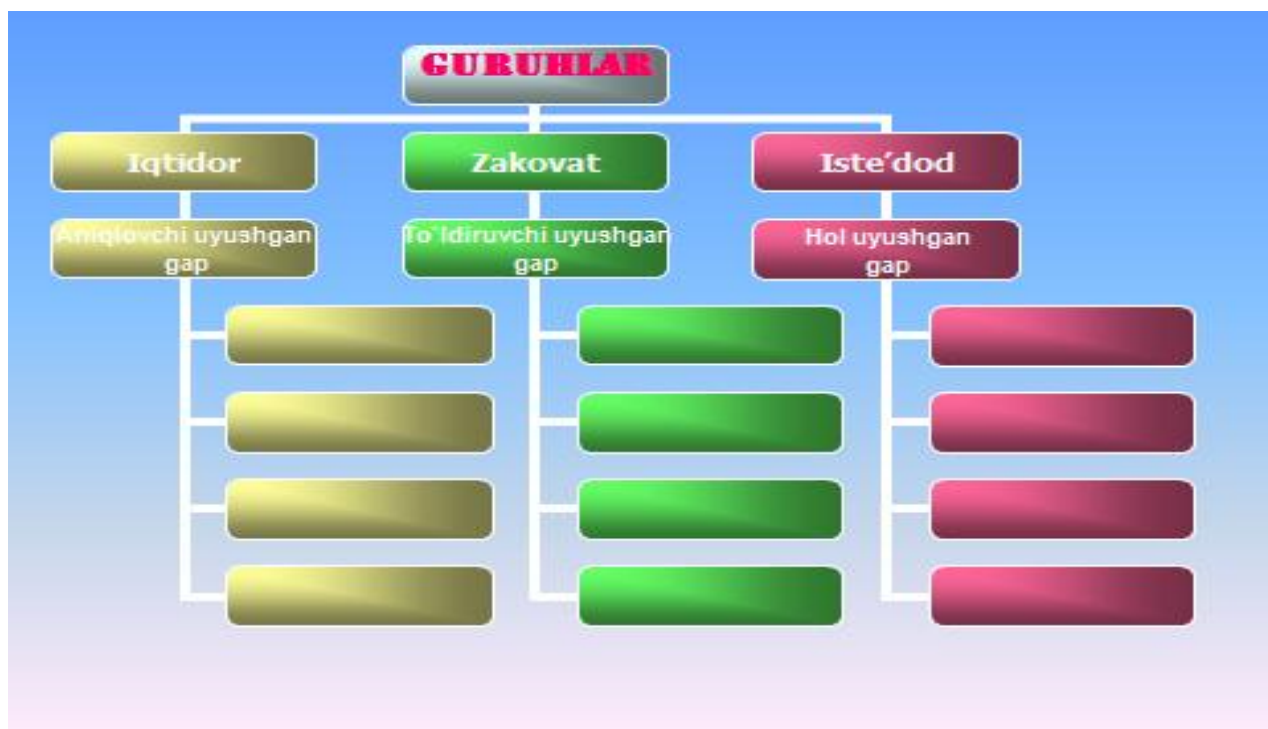 GURUHLAR
Iqtidor
Zakovat
Iste’dod
Aniqlovchi uyushgan
gap
To`ldiruvchi uyushgan
gap
Hol uyushgan
gap